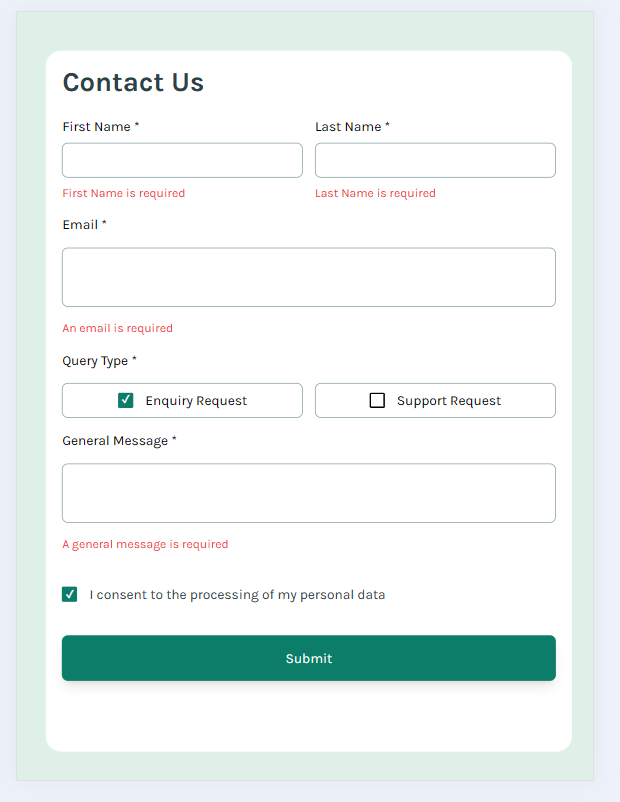 Contact Us
First Name * Last Name *
First Name is required Last Name is required
Email *
An email is required
Query Type *
Enquiry Request Support Request
General Message *
A general message is required
I consent to the processing of my personal data
Submit